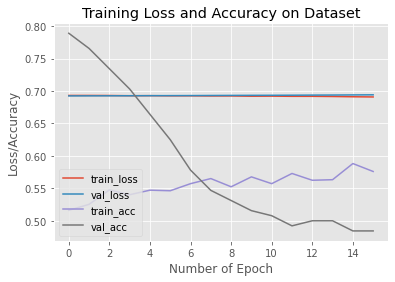 Training Loss and Accuracy on Dataset
Loss/Accuracy
0.80
0.75
0.70
0.65
0.60
0.55
0.50
train_loss
val_loss
train_acc
val_acc
0 2 4 6 8 10 12 14
Number of Epoch